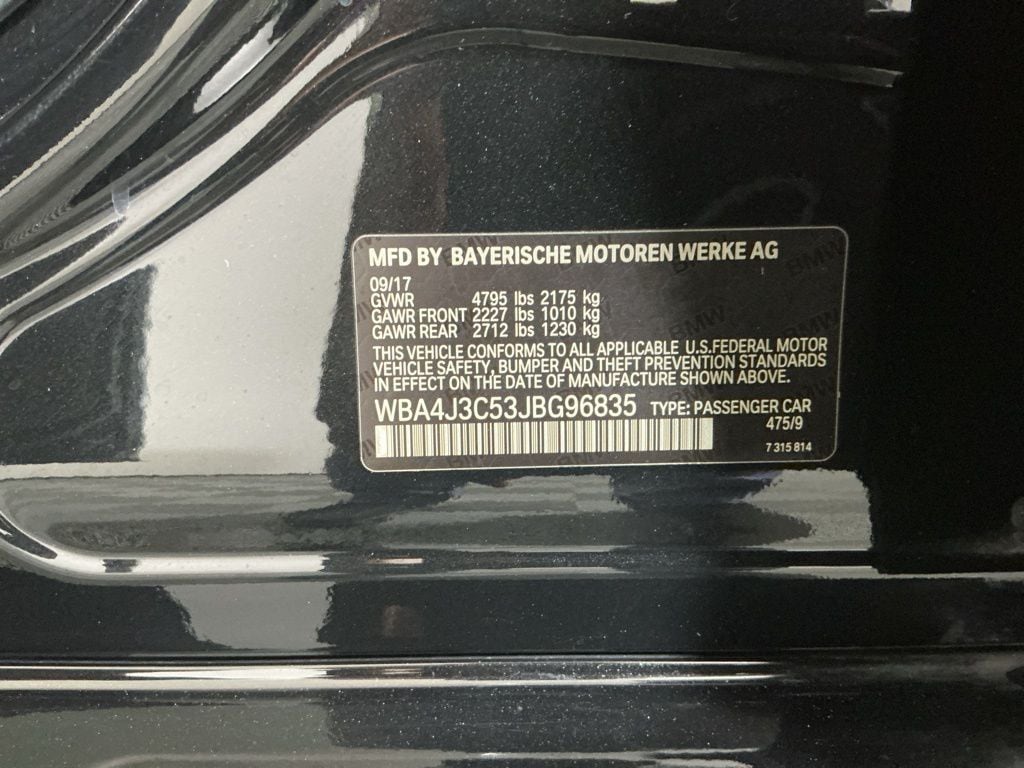 MFD BY BAYERISCHE MOTOREN WERKE AG
09/17
GVWR 4795 lbs 2175 kg
GAWR FRONT 2227 lbs 1010 kg
GAWR REAR 2712 lbs 1230 kg
THIS VEHICLE CONFORMS TO ALL APPLICABLE U.S.FEDERAL MOTOR
VEHICLE SAFETY, BUMPER AND THEFT PREVENTION STANDARDS
IN EFFECT ON THE DATE OF MANUFACTURE SHOWN ABOVE.
WBA4J3C53JBG96835 TYPE: PASSENGER CAR
475/9
7 315 814